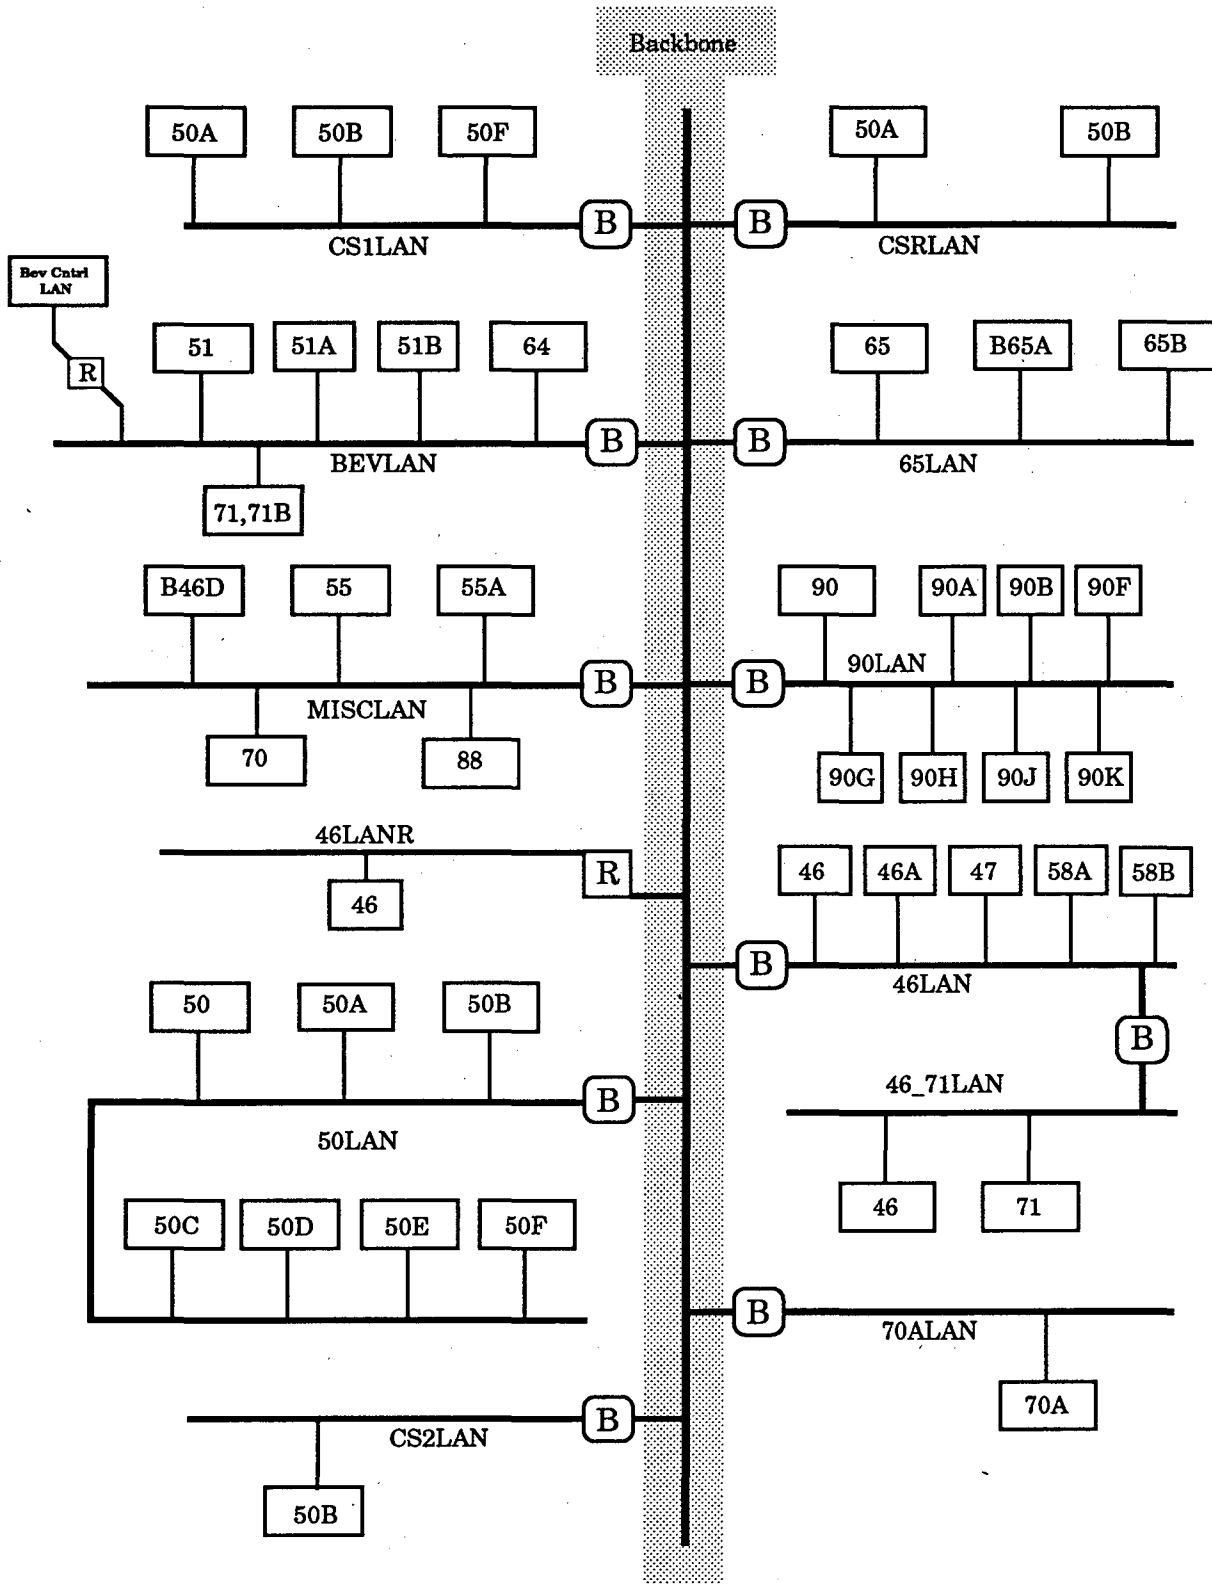 Backbone
50A
50B
50F
50A
50B
B
B
CS1LAN
CSRLAN
Bev Cntrl
LAN
R
51
51A
51B
64
65
B65A
65B
B
B
BEVLAN
65LAN
71,71B
B46D
55
55A
90
90A
90B
90F
90LAN
B
B
MISCLAN
70
88
90G
90H
90J
90K
46LANR
R
46
46
46A
47
58A
58B
B
46LAN
50
50A
50B
B
B
50LAN
46_71LAN
50C
50D
50E
50F
46
71
B
70ALAN
70A
B
CS2LAN
50B